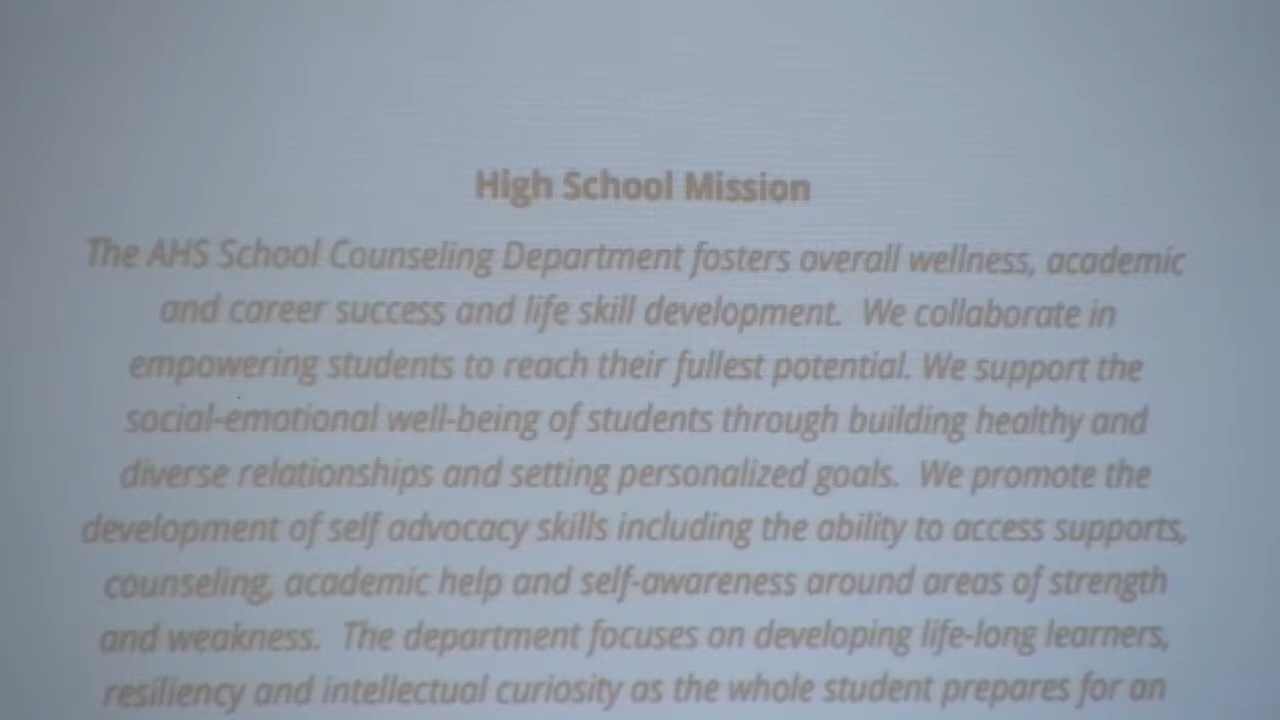 High School Mission
The AHS School Counseling Department fosters overall wellness, academic
and career success and life skill development.  We collaborate in
empowering students to reach their fullest potential. We support the
social-emotional well-being of students through building healthy and
diverse relationships and setting personalized goals.  We promote the
development of self advocacy skills including the ability to access supports,
counseling, academic help and self-awareness around areas of strength
and weakness.  The department focuses on developing life-long learners,
resiliency and intellectual curiosity as the whole student prepares for an